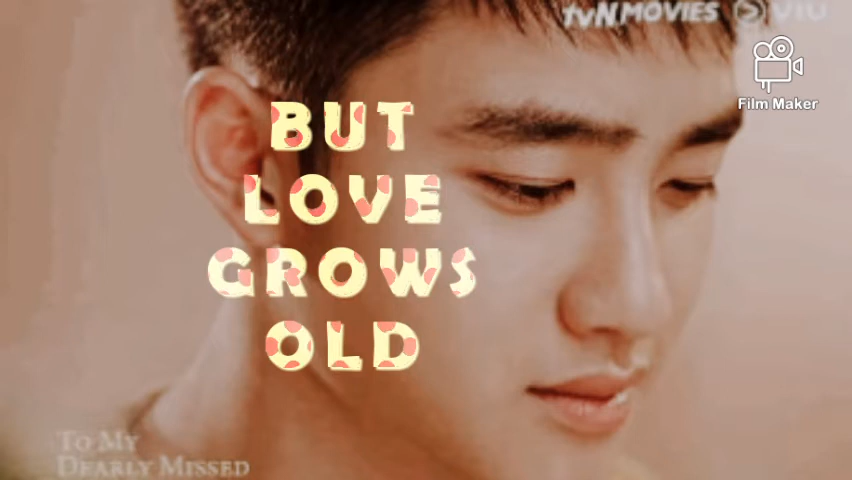 tvN MOVIES VIU
Film Maker
BUT
LOVE
GROWS
OLD
TO MY
DEARLY MISSED